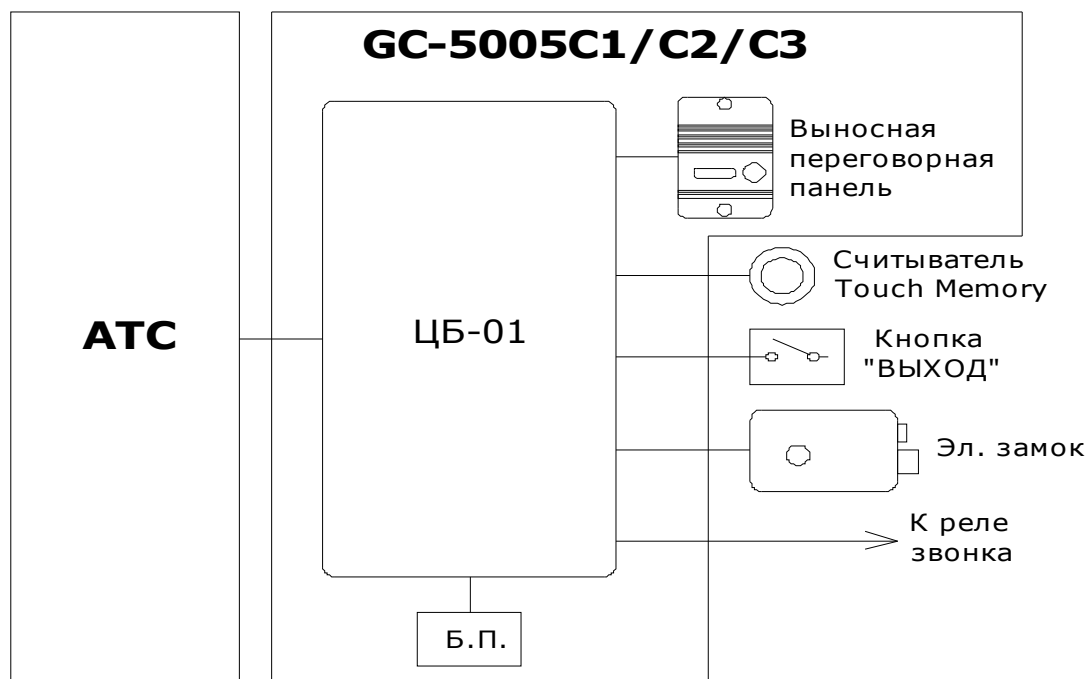 GC-5005C1/C2/C3
Выносная
переговорная
панель
Считыватель
Touch Memory
АТС
ЦБ-01
Кнопка
"ВЫХОД"
Эл. замок
К реле
звонка
Б.П.